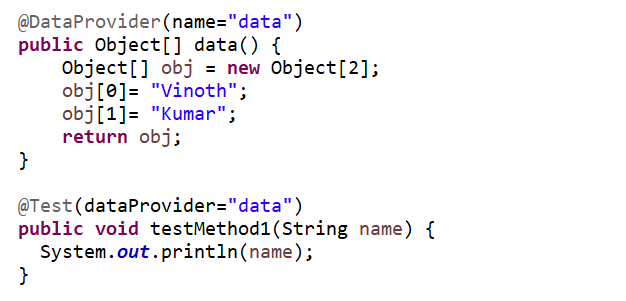 @DataProvider(name="data")
public Object[] data() {
    Object[] obj = new Object[2];
    obj[0]= "Vinoth";
    obj[1]= "Kumar";
    return obj;
}

@Test(dataProvider="data")
public void testMethod1(String name) {
  System.out.println(name);
}